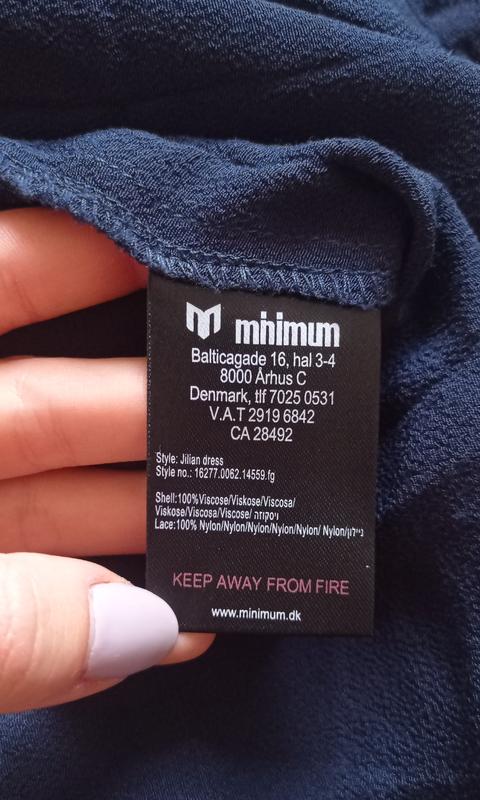 minimum
Balticagade 16, hal 3-4
8000 Århus C
Denmark, tlf 7025 0531
V.A.T 2919 6842
CA 28492
Style: Jilian dress
Style no.: 16277.0062.14559.fg
Shell:100%Viscose/Viskose/Viscosa/
Viskose/Viscosa/Viscose/ ויסקוזה
Lace:100% Nylon/Nylon/Nylon/Nylon/Nylon/ Nylon/ניילון
KEEP AWAY FROM FIRE
www.minimum.dk